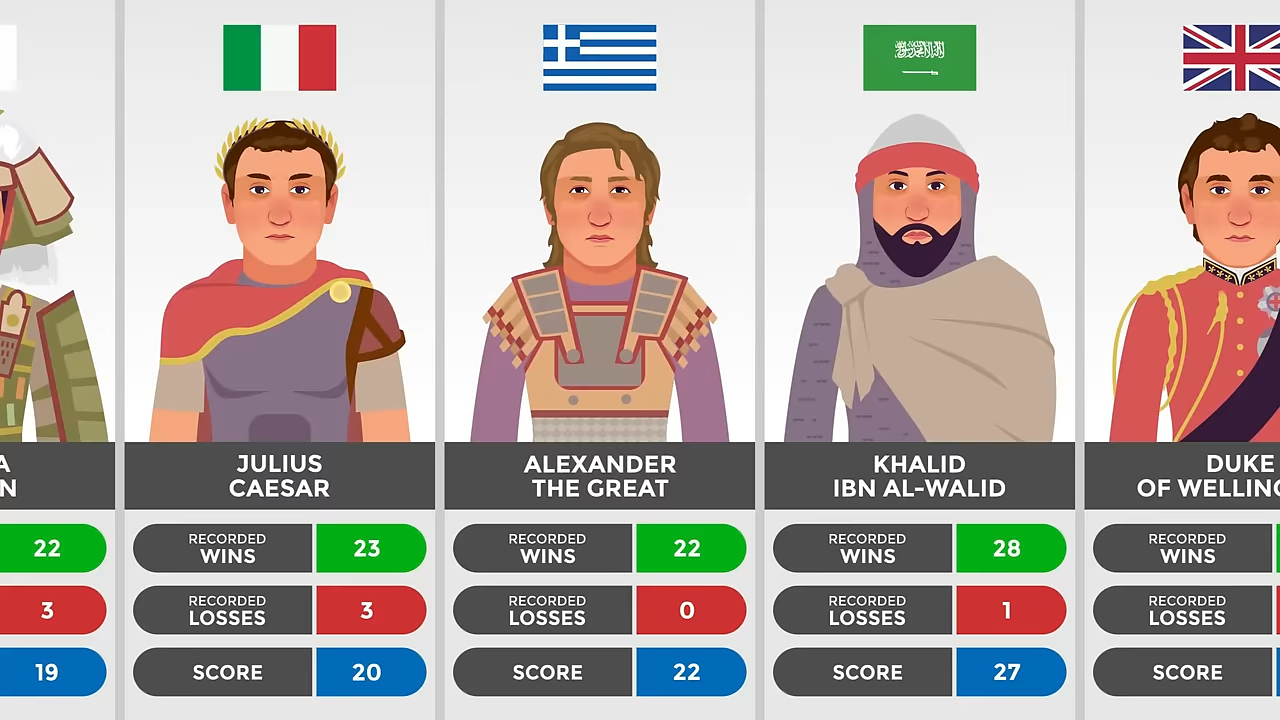 A
N
22
3
19
JULIUS
CAESAR
RECORDED
WINS
23
RECORDED
LOSSES
3
SCORE
20
ALEXANDER
THE GREAT
RECORDED
WINS
22
RECORDED
LOSSES
0
SCORE
22
KHALID
IBN AL-WALID
RECORDED
WINS
28
RECORDED
LOSSES
1
SCORE
27
DUKE
OF WELLING
RECORDED
WINS
RECORDED
LOSSES
SCORE